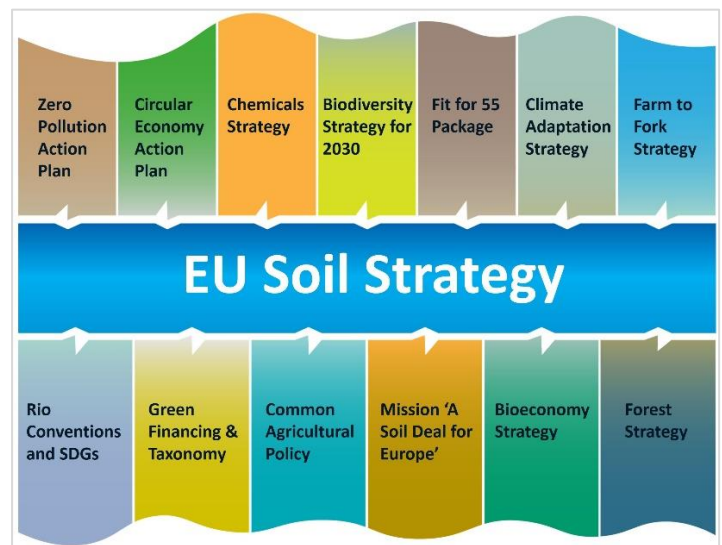 Zero
Pollution
Action
Plan
Circular
Economy
Action
Plan
Chemicals
Strategy
Biodiversity
Strategy for
2030
Fit for 55
Package
Climate
Adaptation
Strategy
Farm to
Fork
Strategy
EU Soil Strategy
Rio
Conventions
and SDGs
Green
Financing &
Taxonomy
Common
Agricultural
Policy
Mission ‘A
Soil Deal for
Europe’
Bioeconomy
Strategy
Forest
Strategy